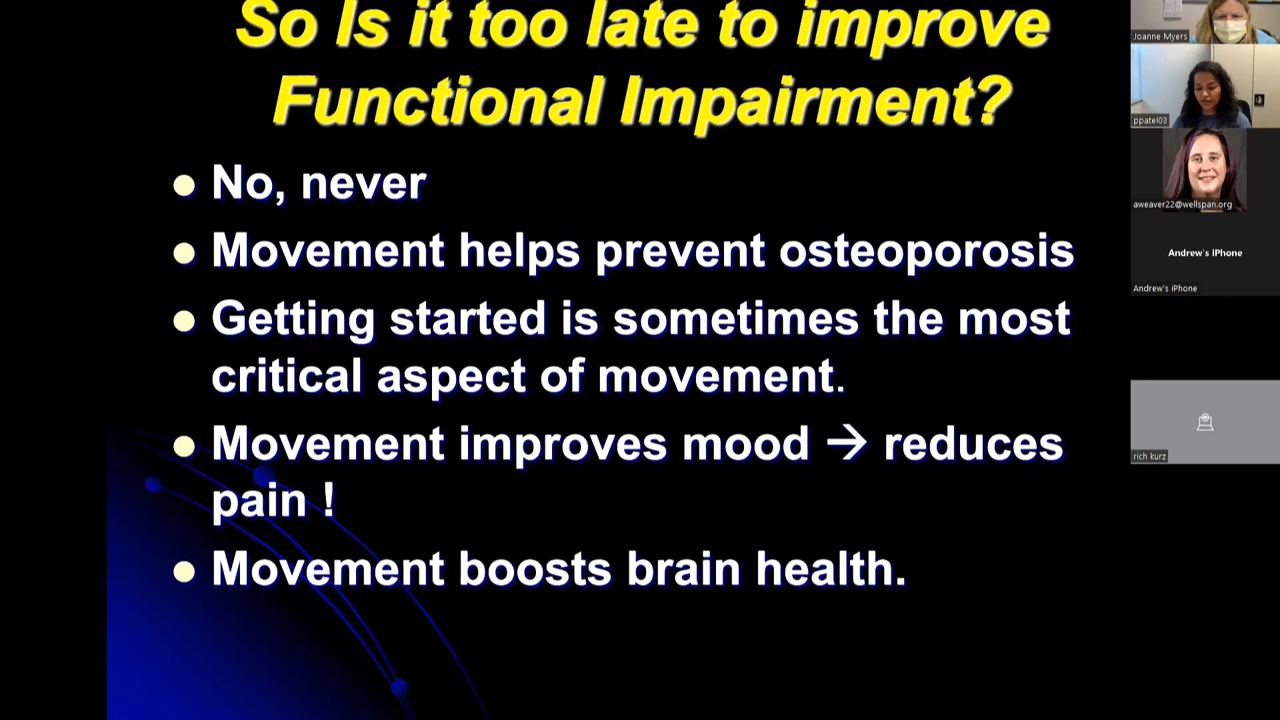 So Is it too late to improve
Functional Impairment?
No, never
Movement helps prevent osteoporosis
Getting started is sometimes the most
critical aspect of movement.
Movement improves mood → reduces
pain !
Movement boosts brain health.
Joanne Myers
ppatel03
aweaver22@wellspan.org
Andrew's iPhone
Andrew's iPhone
rich kurz